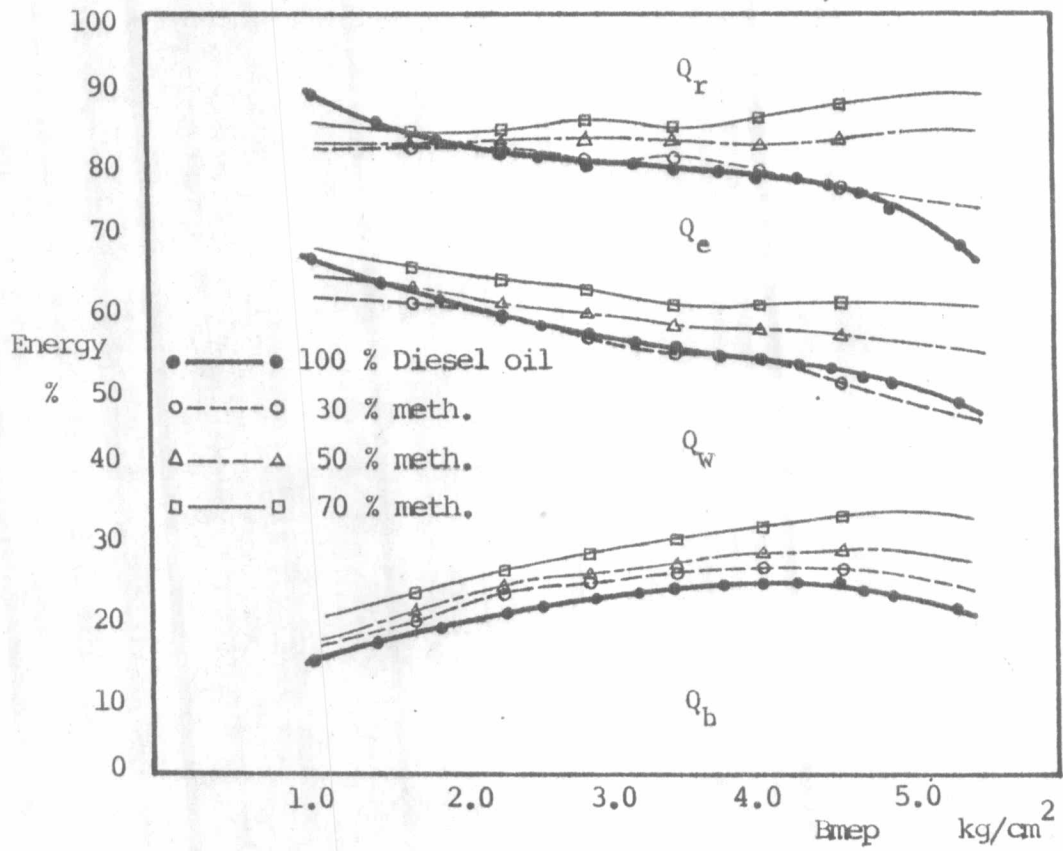 100
90
80
70
60
50
40
30
20
10
0
Energy
%
Q_r
Q_e
Q_w
Q_b
100 % Diesel oil
30 % meth.
50 % meth.
70 % meth.
1.0 2.0 3.0 4.0 5.0
Bmep kg/cm²